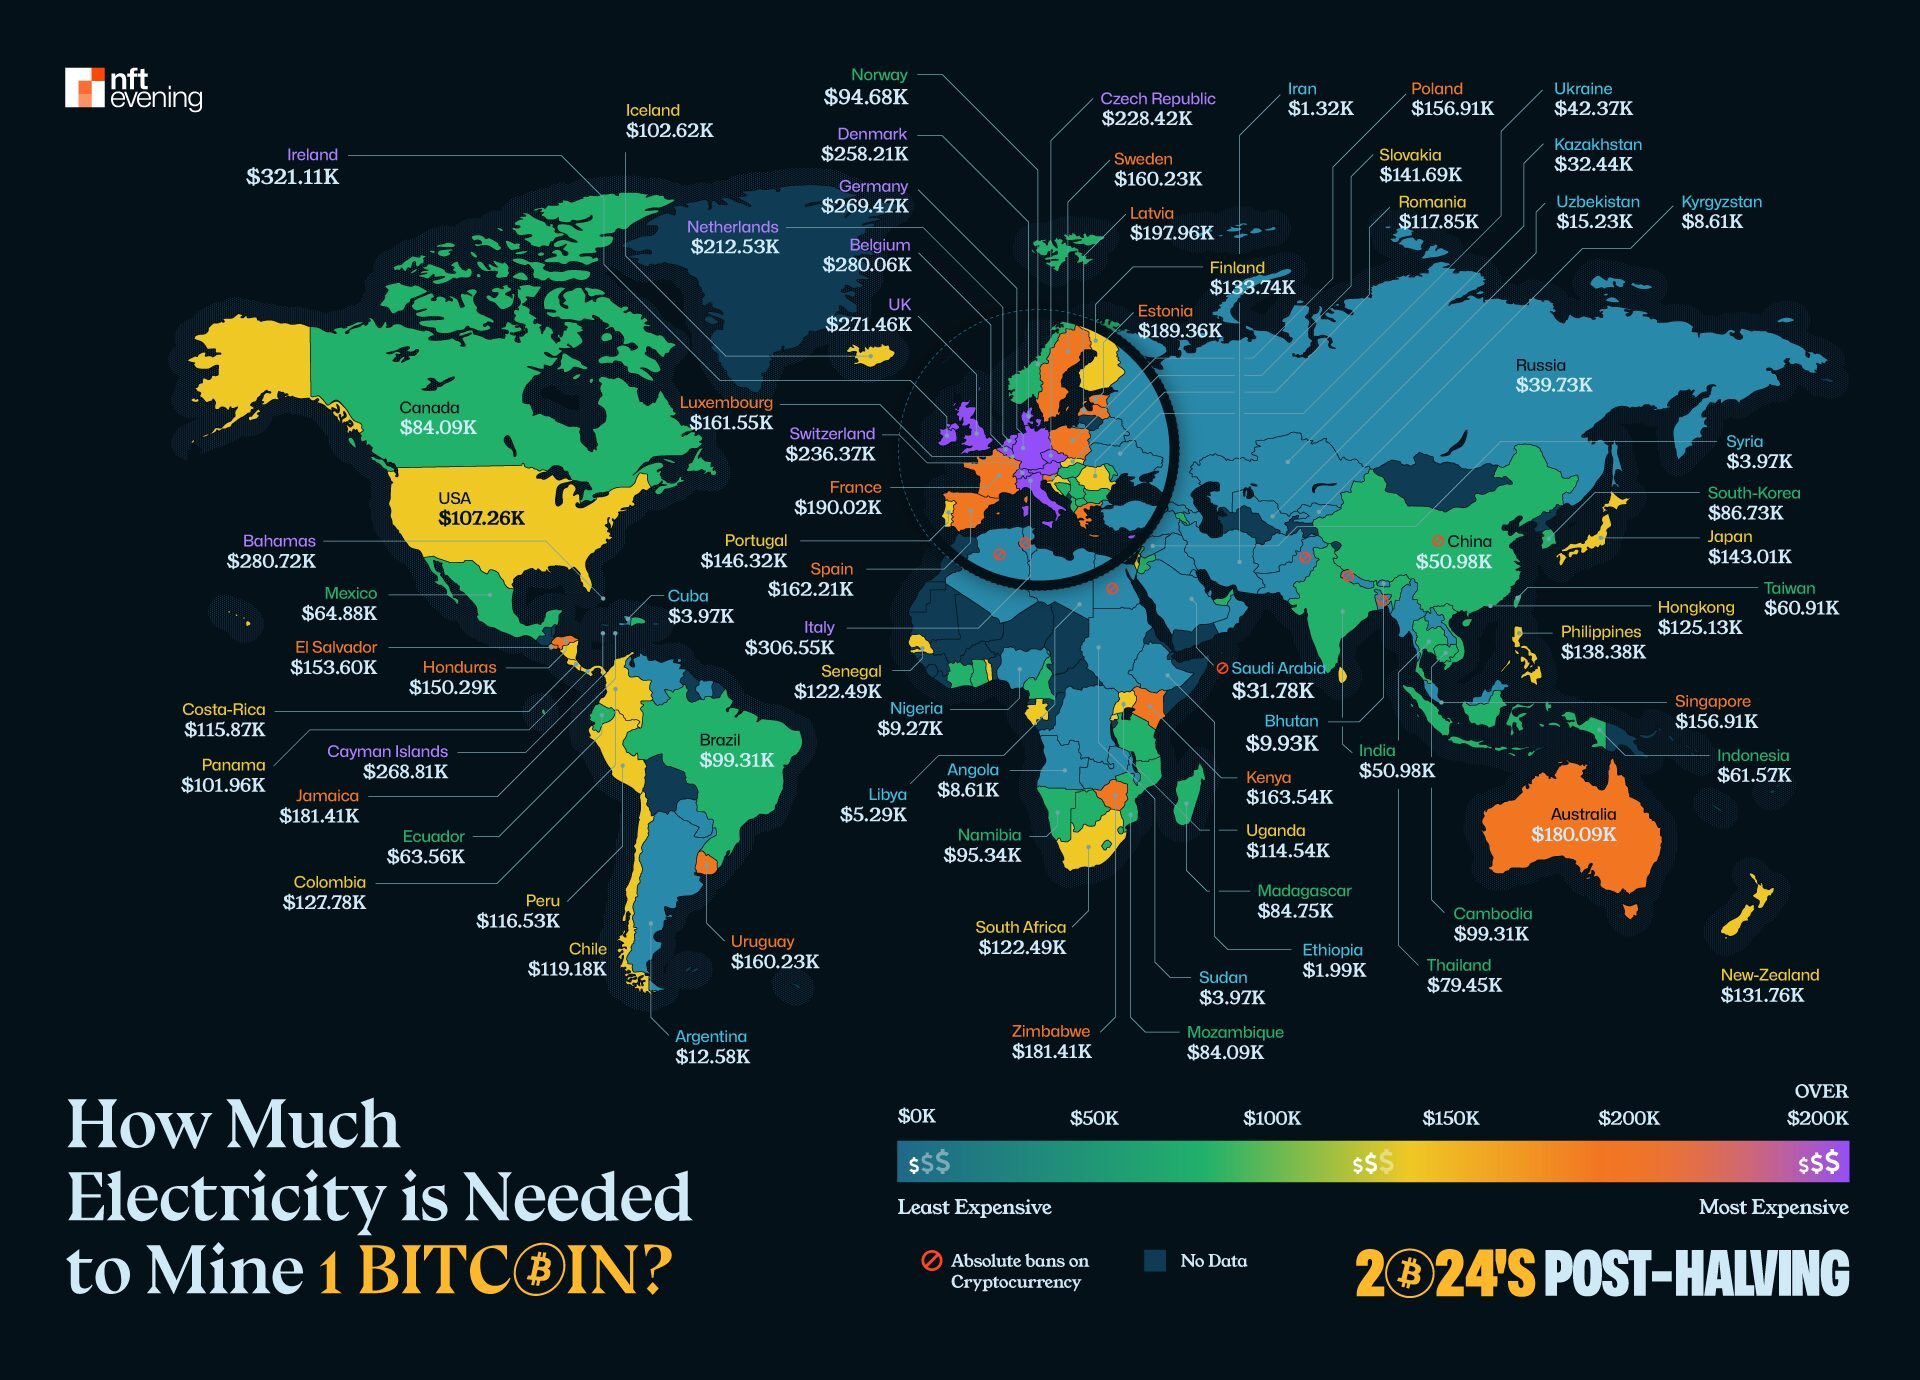 nft
evening
Norway
$94.68K
Iceland
$102.62K
Ireland
$321.11K
Denmark
$258.21K
Germany
$269.47K
Netherlands
$212.53K
Belgium
$280.06K
UK
$271.46K
Czech Republic
$228.42K
Sweden
$160.23K
Latvia
$197.96K
Finland
$133.74K
Estonia
$189.36K
Iran
$1.32K
Poland
$156.91K
Slovakia
$141.69K
Romania
$117.85K
Ukraine
$42.37K
Kazakhstan
$32.44K
Uzbekistan
$15.23K
Kyrgyzstan
$8.61K
Russia
$39.73K
Canada
$84.09K
USA
$107.26K
Luxembourg
$161.55K
Switzerland
$236.37K
France
$190.02K
Portugal
$146.32K
Spain
$162.21K
Italy
$306.55K
Senegal
$122.49K
Nigeria
$9.27K
Bahamas
$280.72K
Mexico
$64.88K
Cuba
$3.97K
El Salvador
$153.60K
Honduras
$150.29K
Costa-Rica
$115.87K
Panama
$101.96K
Cayman Islands
$268.81K
Jamaica
$181.41K
Ecuador
$63.56K
Colombia
$127.78K
Peru
$116.53K
Chile
$119.18K
Brazil
$99.31K
Uruguay
$160.23K
Argentina
$12.58K
Libya
$5.29K
Angola
$8.61K
Namibia
$95.34K
South Africa
$122.49K
Zimbabwe
$181.41K
Mozambique
$84.09K
Sudan
$3.97K
Ethiopia
$1.99K
Madagascar
$84.75K
Uganda
$114.54K
Kenya
$163.54K
Saudi Arabia
$31.78K
Bhutan
$9.93K
India
$50.98K
China
$50.98K
Syria
$3.97K
South-Korea
$86.73K
Japan
$143.01K
Taiwan
$60.91K
Hongkong
$125.13K
Philippines
$138.38K
Singapore
$156.91K
Indonesia
$61.57K
Australia
$180.09K
Cambodia
$99.31K
Thailand
$79.45K
New-Zealand
$131.76K
How Much
Electricity is Needed
to Mine 1 BITCOIN?
OVER
$0K $50K $100K $150K $200K $200K
$$$ $$$ $$$
Least Expensive Most Expensive
Absolute bans on
Cryptocurrency
No Data
2024'S POST-HALVING